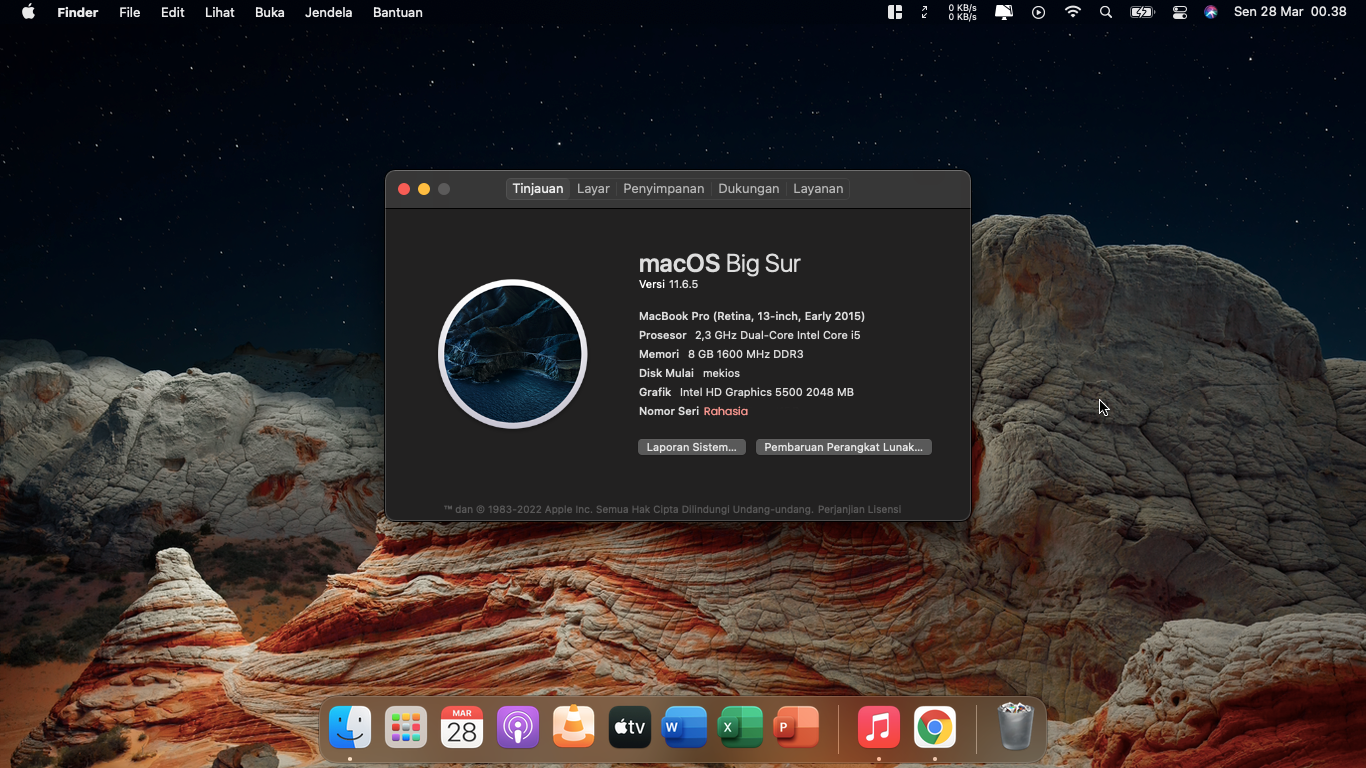 Finder File Edit Lihat Buka Jendela Bantuan
0 KB/s
0 KB/s
Sen 28 Mar 00.38
Tinjauan Layar Penyimpanan Dukungan Layanan
macOS Big Sur
Versi 11.6.5
MacBook Pro (Retina, 13-inch, Early 2015)
Prosesor 2,3 GHz Dual-Core Intel Core i5
Memori 8 GB 1600 MHz DDR3
Disk Mulai mekios
Grafik Intel HD Graphics 5500 2048 MB
Nomor Seri Rahasia
Laporan Sistem... Pembaruan Perangkat Lunak...
™ dan © 1983-2022 Apple Inc. Semua Hak Cipta Dilindungi Undang-undang. Perjanjian Lisensi
MAR
28
tv
W
X
P